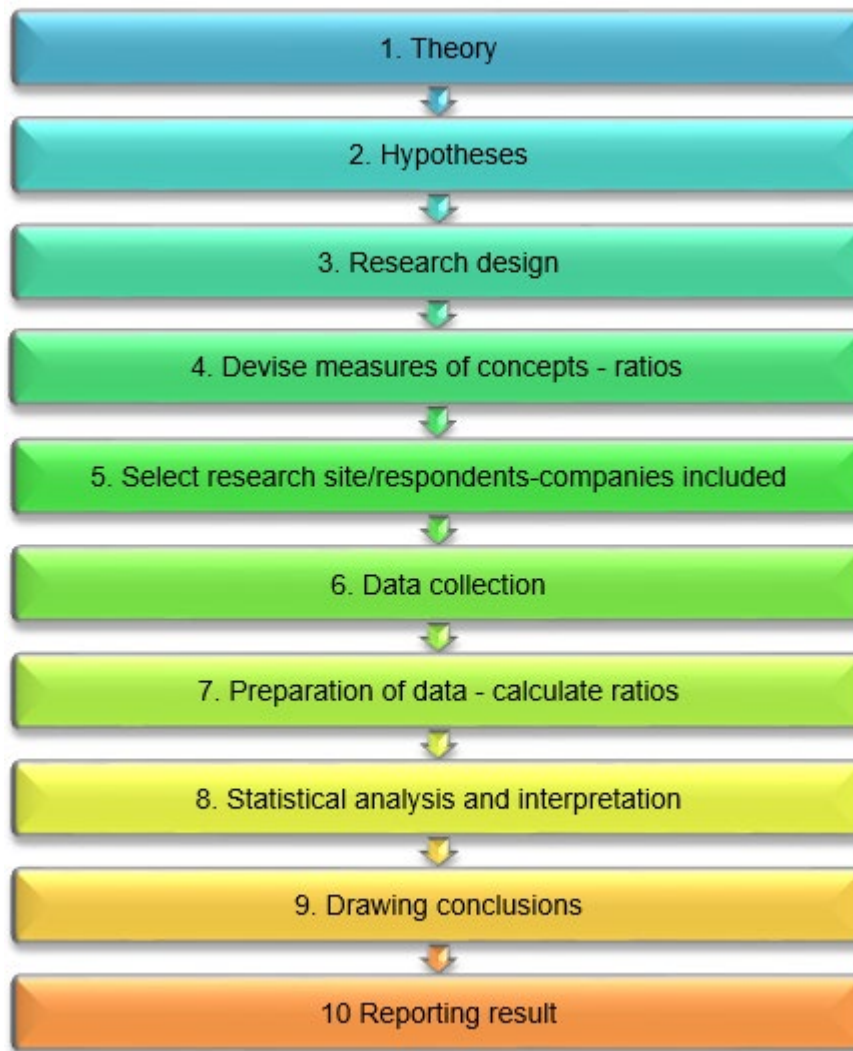 1. Theory
2. Hypotheses
3. Research design
4. Devise measures of concepts - ratios
5. Select research site/respondents-companies included
6. Data collection
7. Preparation of data - calculate ratios
8. Statistical analysis and interpretation
9. Drawing conclusions
10 Reporting result